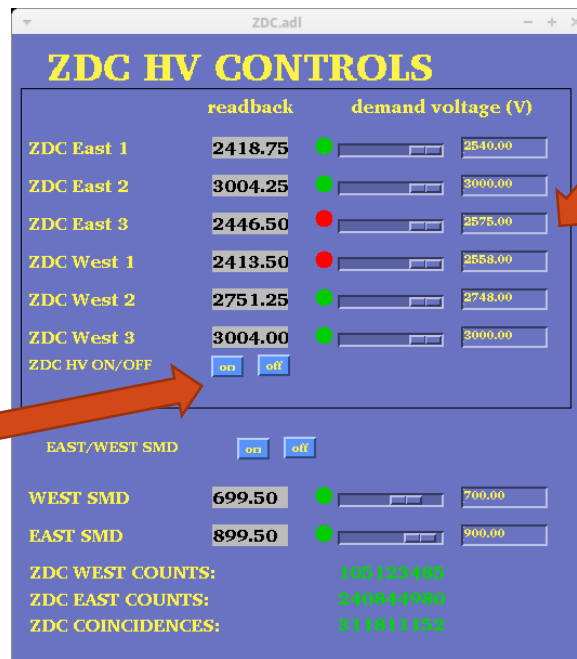 ZDC.adl
ZDC HV CONTROLS
readback demand voltage (V)
ZDC East 1 2418.75 2540.00
ZDC East 2 3004.25 3000.00
ZDC East 3 2446.50 2575.00
ZDC West 1 2413.50 2558.00
ZDC West 2 2751.25 2748.00
ZDC West 3 3004.00 3000.00
ZDC HV ON/OFF on off
EAST/WEST SMD on off
WEST SMD 699.50 700.00
EAST SMD 899.50 900.00
ZDC WEST COUNTS: 105123485
ZDC EAST COUNTS: 240844980
ZDC COINCIDENCES: 311811152